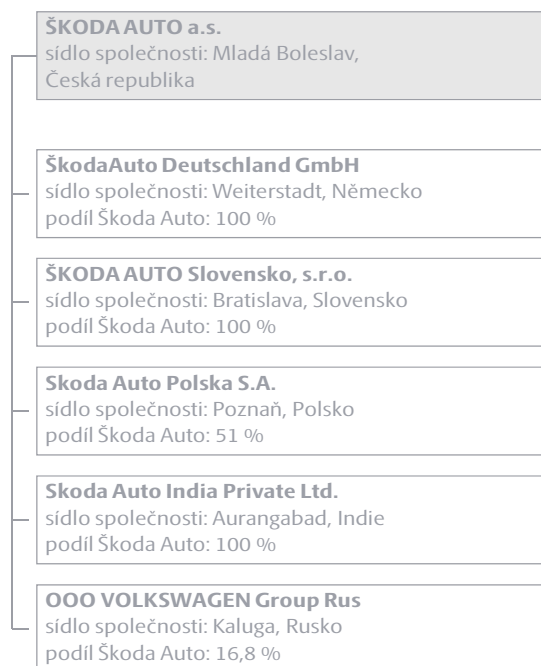 ŠKODA AUTO a.s.
sídlo společnosti: Mladá Boleslav,
Česká republika
ŠkodaAuto Deutschland GmbH
sídlo společnosti: Weiterstadt, Německo
podíl Škoda Auto: 100 %
ŠKODA AUTO Slovensko, s.r.o.
sídlo společnosti: Bratislava, Slovensko
podíl Škoda Auto: 100 %
Skoda Auto Polska S.A.
sídlo společnosti: Poznaň, Polsko
podíl Škoda Auto: 51 %
Skoda Auto India Private Ltd.
sídlo společnosti: Aurangabad, Indie
podíl Škoda Auto: 100 %
OOO VOLKSWAGEN Group Rus
sídlo společnosti: Kaluga, Rusko
podíl Škoda Auto: 16,8 %